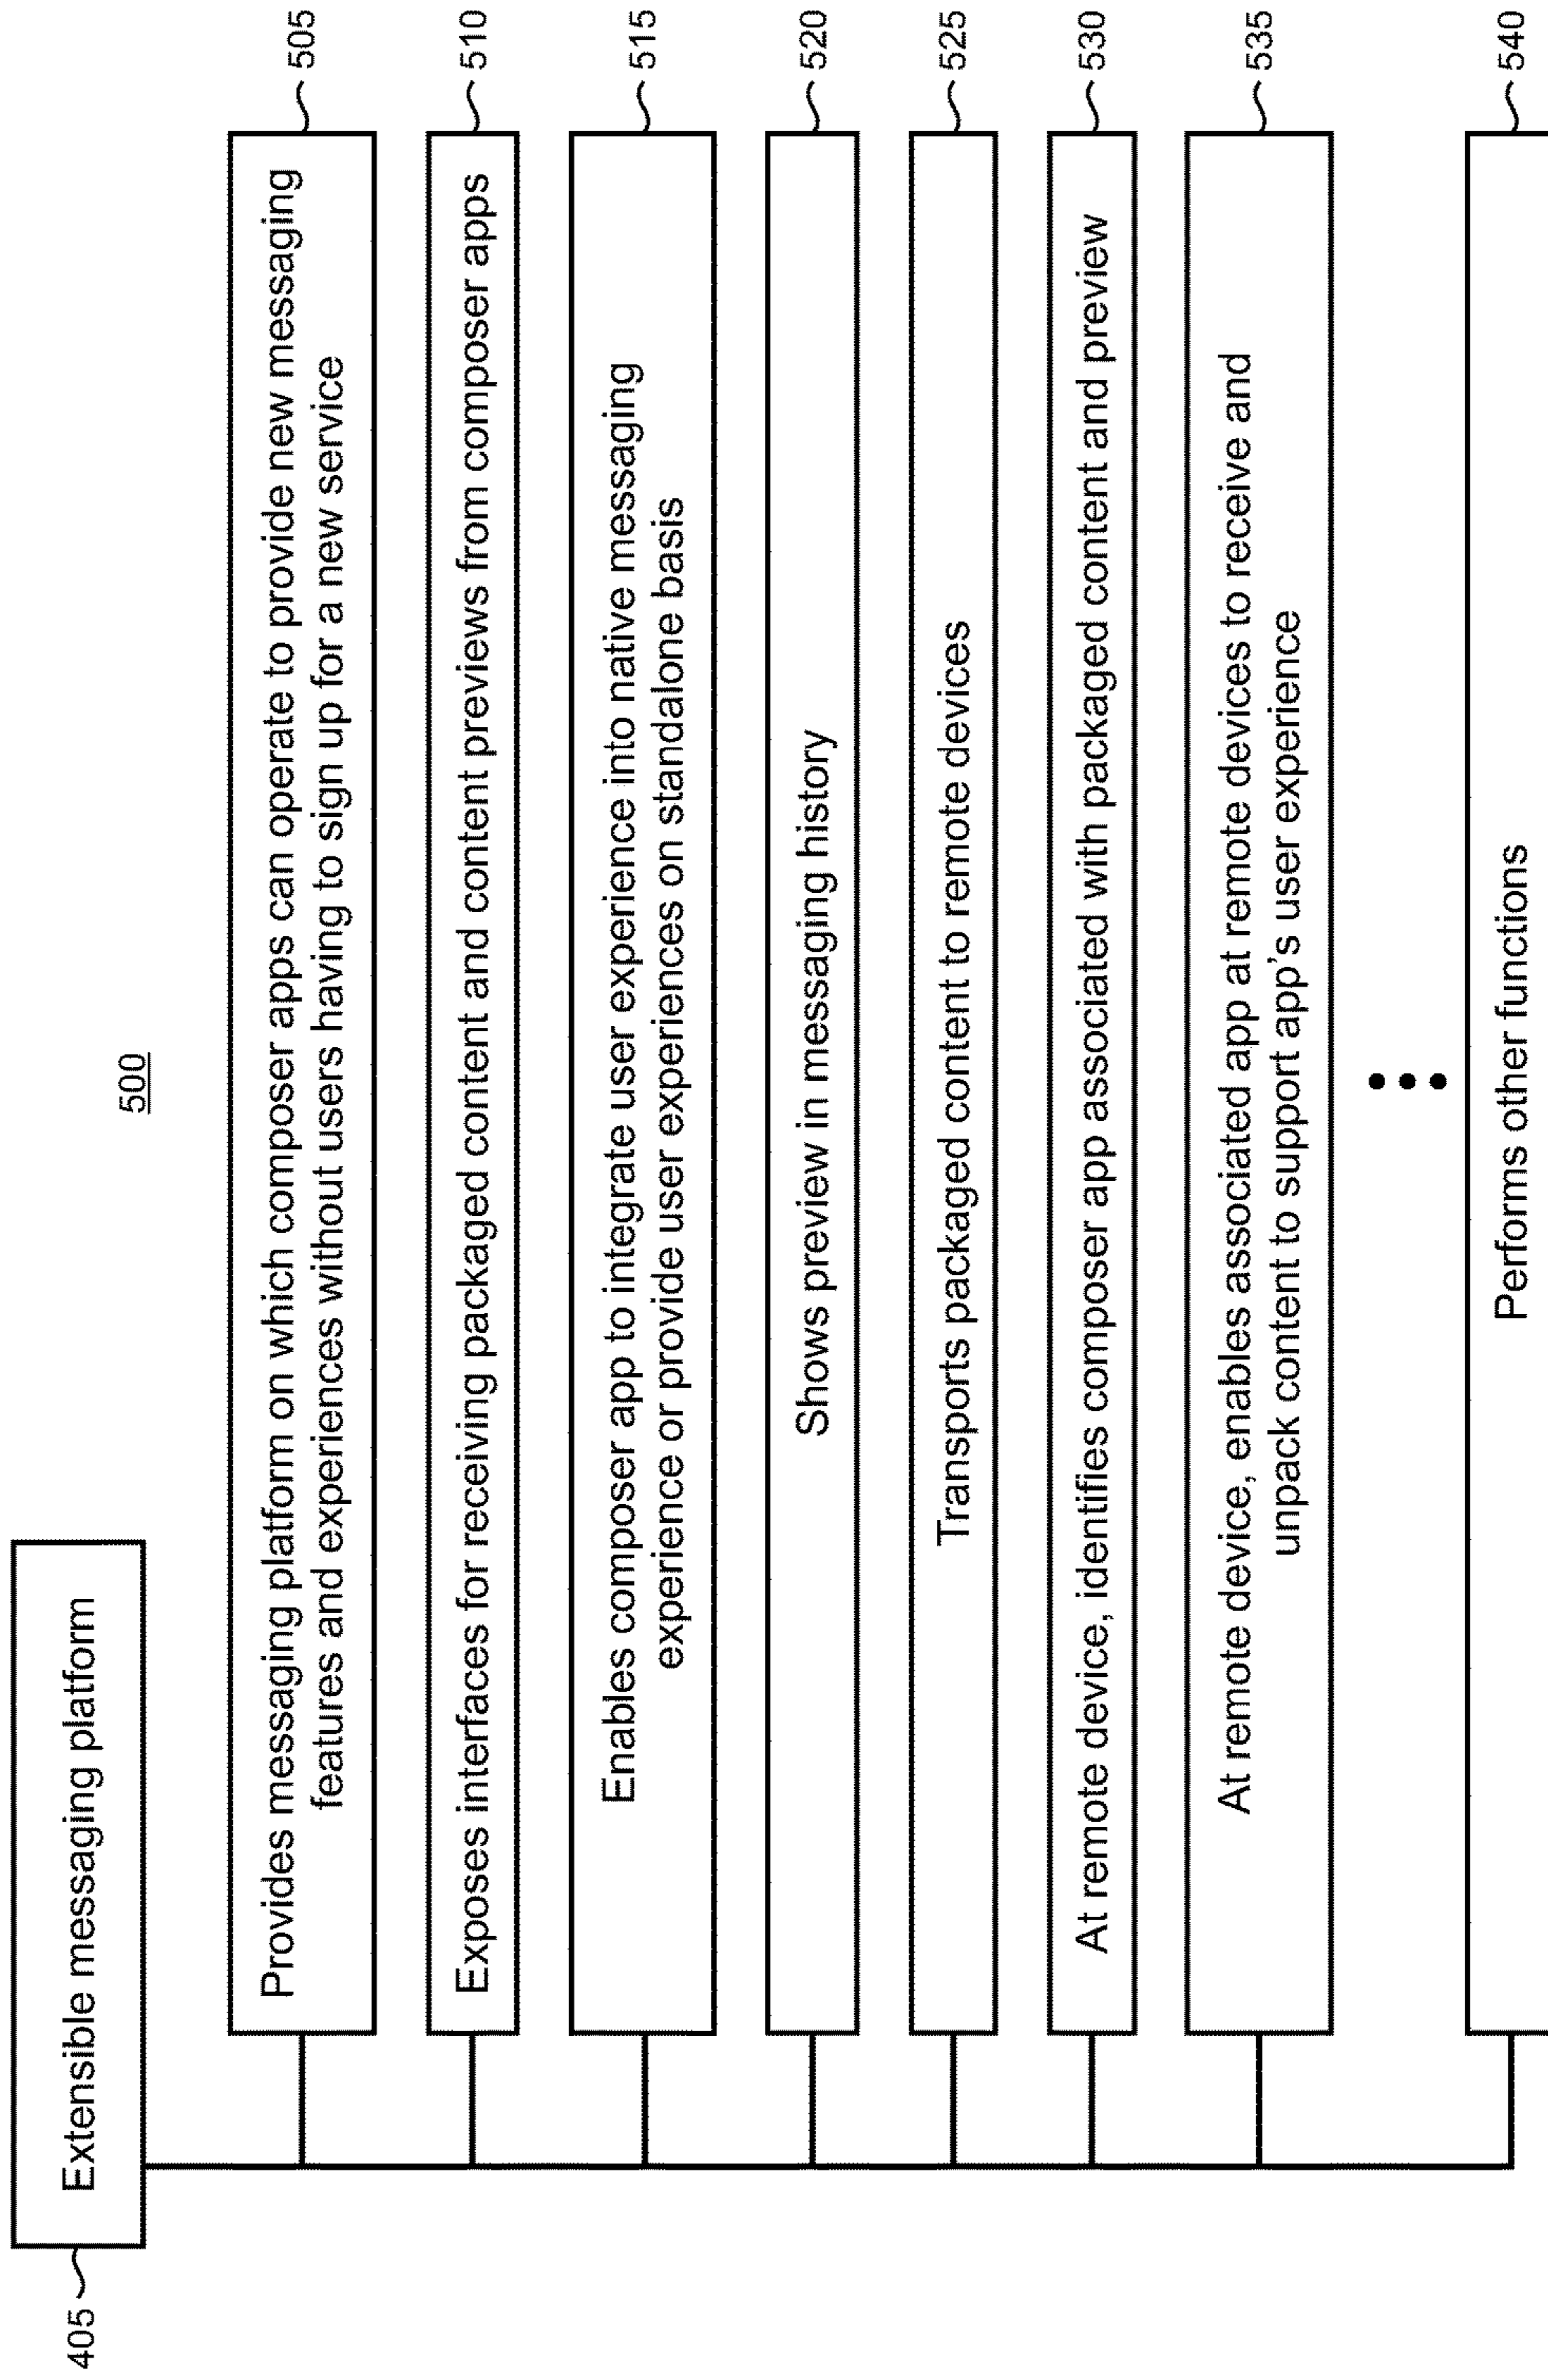 500
405
Extensible messaging platform
Provides messaging platform on which composer apps can operate to provide new messaging
features and experiences without users having to sign up for a new service
505
Exposes interfaces for receiving packaged content and content previews from composer apps
510
Enables composer app to integrate user experience into native messaging
experience or provide user experiences on standalone basis
515
Shows preview in messaging history
520
Transports packaged content to remote devices
525
At remote device, identifies composer app associated with packaged content and preview
530
At remote device, enables associated app at remote devices to receive and
unpack content to support app's user experience
535
Performs other functions
540